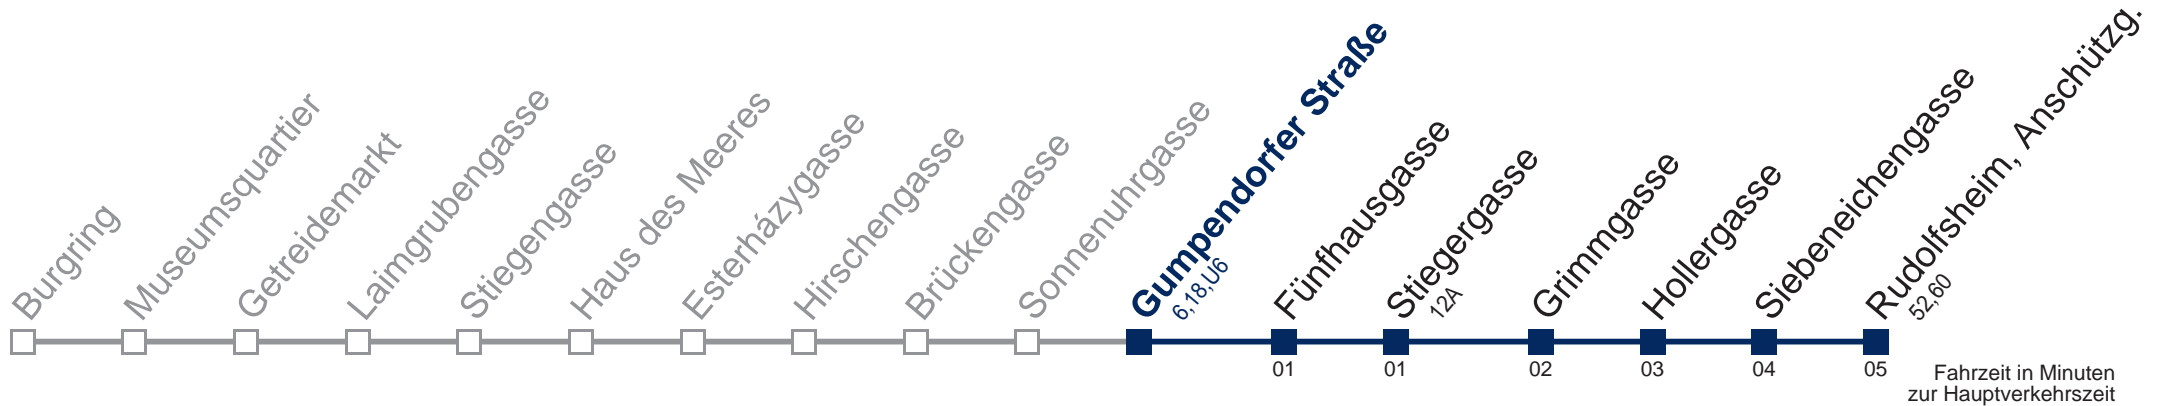 Burgring
Museumsquartier
Getreidemarkt
Laimgrubengasse
Stiegengasse
Haus des Meeres
Esterházygasse
Hirschengasse
Brückengasse
Sonnenuhrgasse
Gumpendorfer Straße
6,18,U6
Fünfhausgasse
Stiegergasse
12A
Grimmgasse
Hollergasse
Siebeneichengasse
Rudolfsheim, Anschützg.
52,60
01
01
02
03
04
05
Fahrzeit in Minuten
zur Hauptverkehrszeit